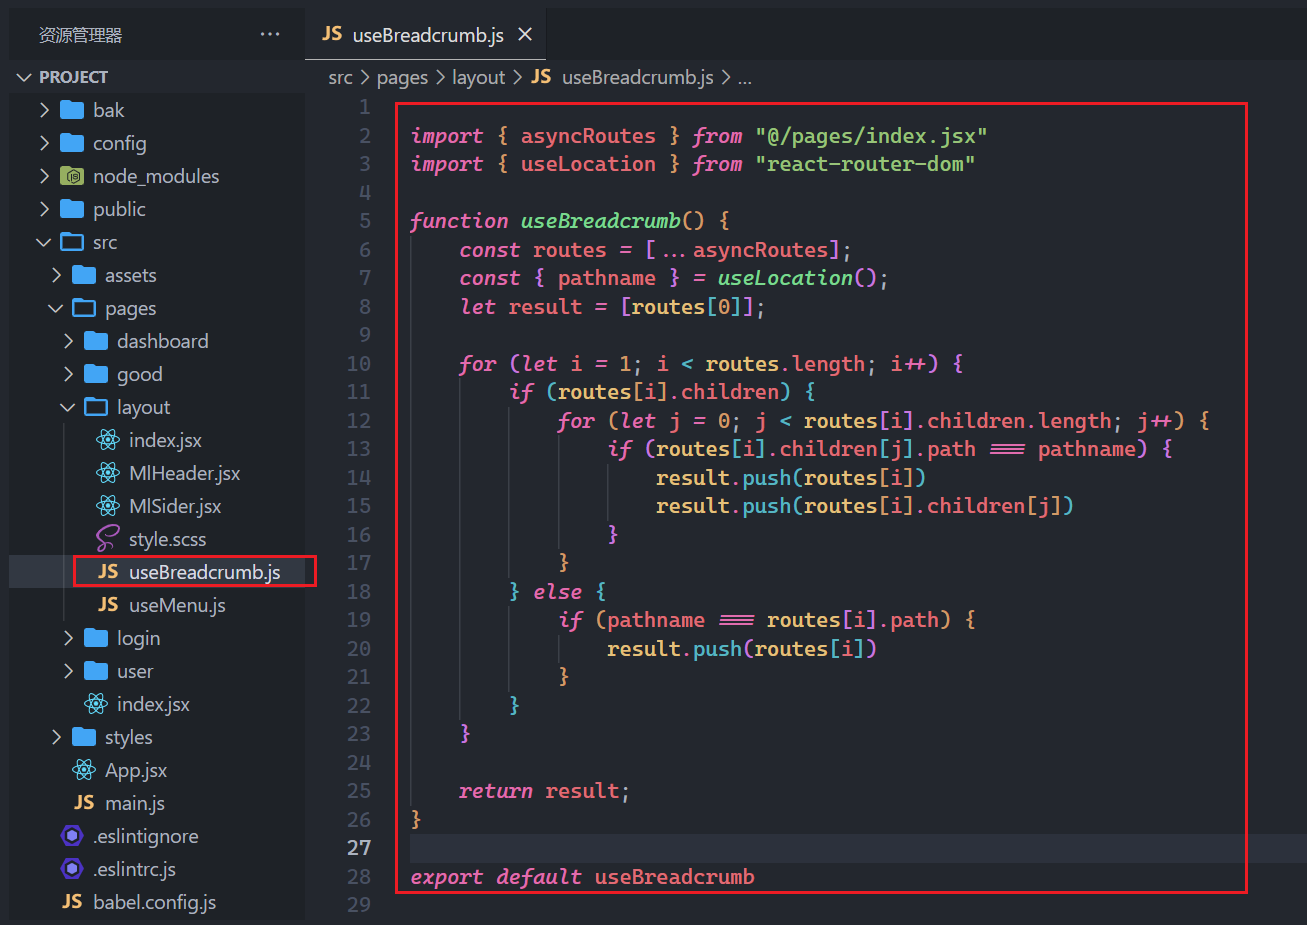 资源管理器 ···
PROJECT
bak
config
node_modules
public
src
assets
pages
dashboard
good
layout
index.jsx
MlHeader.jsx
MlSider.jsx
style.scss
JS useBreadcrumb.js
JS useMenu.js
login
user
index.jsx
styles
App.jsx
JS main.js
.eslintignore
.eslintrc.js
JS babel.config.js
JS useBreadcrumb.js ×
src > pages > layout > JS useBreadcrumb.js > ...
1
2 import { asyncRoutes } from "@/pages/index.jsx"
3 import { useLocation } from "react-router-dom"
4
5 function useBreadcrumb() {
6 const routes = [...asyncRoutes];
7 const { pathname } = useLocation();
8 let result = [routes[0]];
9
10 for (let i = 1; i < routes.length; i++) {
11 if (routes[i].children) {
12 for (let j = 0; j < routes[i].children.length; j++) {
13 if (routes[i].children[j].path === pathname) {
14 result.push(routes[i])
15 result.push(routes[i].children[j])
16 }
17 }
18 } else {
19 if (pathname === routes[i].path) {
20 result.push(routes[i])
21 }
22 }
23 }
24
25 return result;
26 }
27
28 export default useBreadcrumb
29